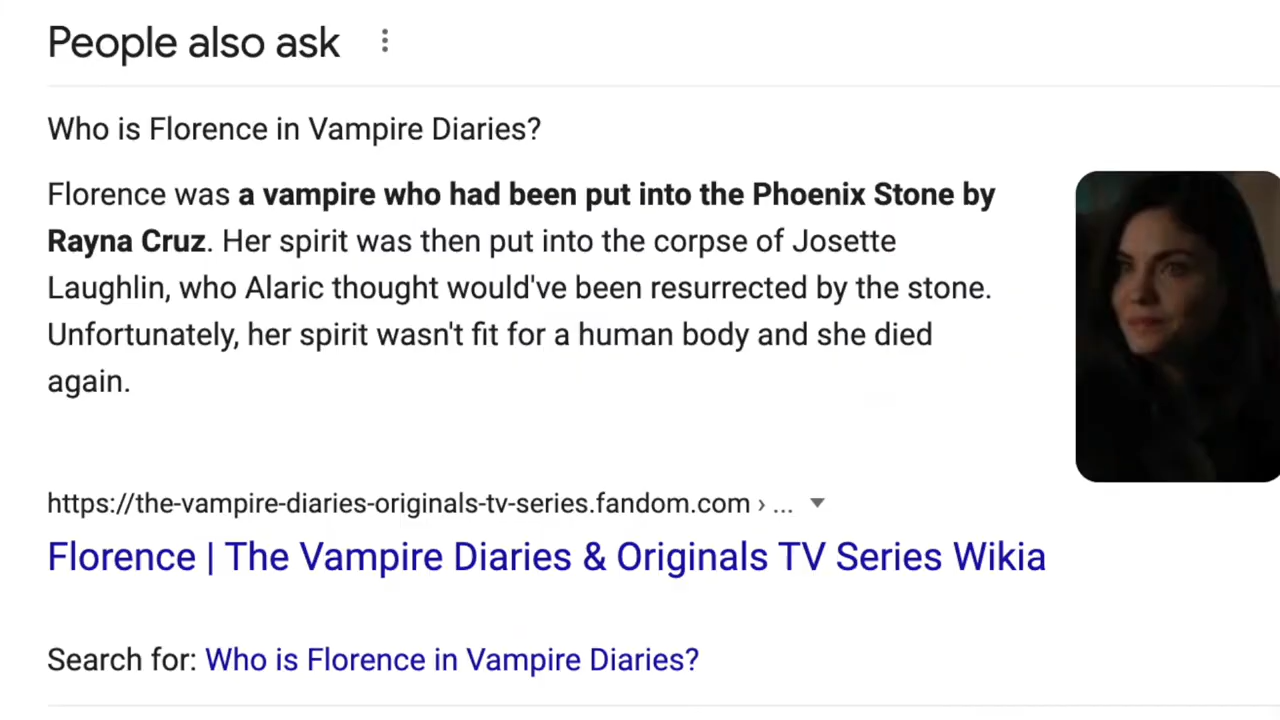 People also ask
Who is Florence in Vampire Diaries?
Florence was a vampire who had been put into the Phoenix Stone by
Rayna Cruz. Her spirit was then put into the corpse of Josette
Laughlin, who Alaric thought would've been resurrected by the stone.
Unfortunately, her spirit wasn't fit for a human body and she died
again.
https://the-vampire-diaries-originals-tv-series.fandom.com › ...
Florence | The Vampire Diaries & Originals TV Series Wikia
Search for: Who is Florence in Vampire Diaries?